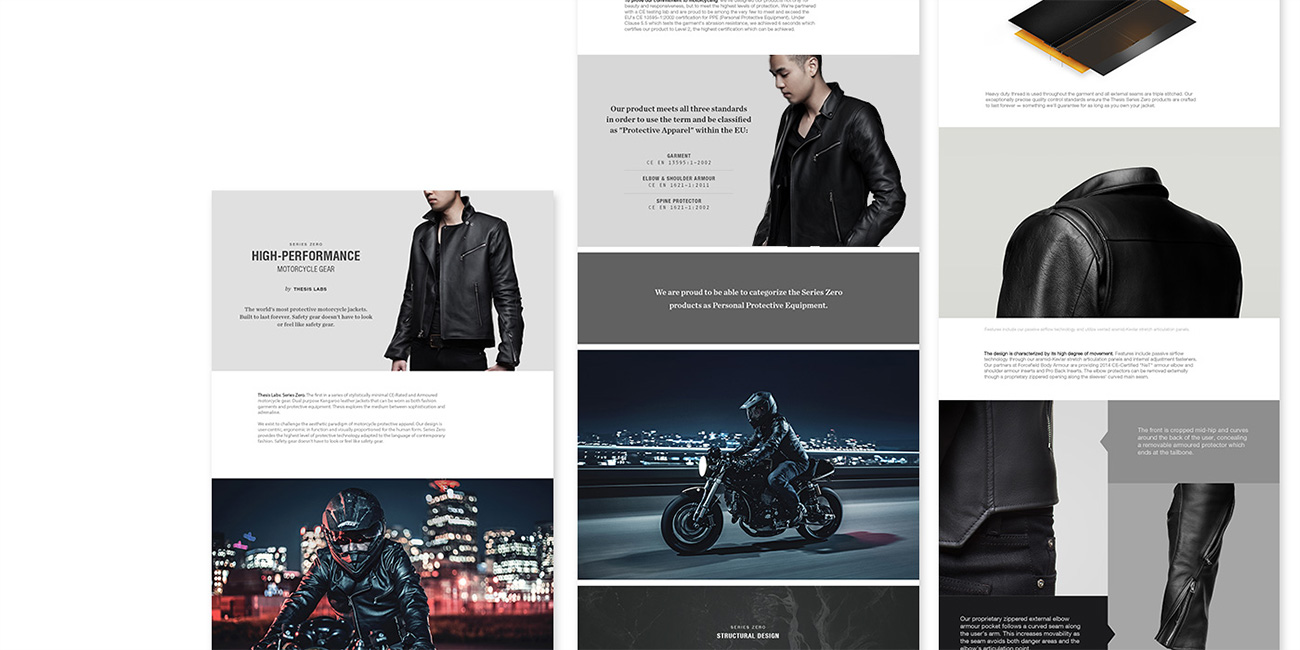 SERIES ZERO
HIGH-PERFORMANCE
MOTORCYCLE GEAR
by THESIS LABS
The world's most protective motorcycle jackets.
Built to last forever. Safety gear doesn't have to look
or feel like safety gear.
Thesis Labs: Series Zero. The first in a series of stylistically minimal CE-Rated and Armoured
motorcycle gear. Dual purpose Kangaroo leather jackets that can be worn as both fashion
garments and protective equipment. These explores the medium between sophistication and
adrenaline.
We exist to challenge the aesthetic paradigm of motorcycle protective apparel. Our design is
user-centric, ergonomic in function and visually proportioned for the human form. Series Zero
provides the highest level of protective technology adapted to the language of contemporary
fashion. Safety gear doesn't have to look or feel like safety gear.
beauty and responsiveness, but to meet the highest levels of protection. We're partnered
with a CE testing lab and are proud to be among the very few to meet and exceed the
EU's CE 13595-1:2002 certification for PPE (Personal Protective Equipment). Under
Clause 5.5 which tests the garment's abrasion resistance, we achieved 6 seconds which
certifies our product to Level 2, the highest certification which can be achieved.
Our product meets all three standards
in order to use the term and be classified
as "Protective Apparel" within the EU:
GARMENT
CE EN 13595:1-2002
ELBOW & SHOULDER ARMOUR
CE EN 1621-1:2011
SPINE PROTECTOR
CE EN 1621-1:2002
We are proud to be able to categorize the Series Zero
products as Personal Protective Equipment.
SERIES ZERO
STRUCTURAL DESIGN
Heavy duty thread is used throughout the garment and all external seams are triple stitched. Our
exceptionally precise quality control standards ensure the Thesis Series Zero products are crafted
to last forever — something we'll guarantee for as long as you own your jacket.
Features include our passive airflow technology and utilize vented aramid-Kevlar stretch articulation panels.
The design is characterized by its high degree of movement. Features include passive airflow
technology through our aramid-Kevlar stretch articulation panels and internal adjustment fasteners.
Our partners at Forcefield Body Armour are providing 2014 CE-Certified "Net" armour elbow and
shoulder armour inserts and Pro Back Inserts. The elbow protectors can be removed externally
through a proprietary zippered opening along the sleeves' curved main seam.
The front is cropped mid-hip and curves
around the back of the user, concealing
a removable armoured protector which
ends at the tailbone.
Our proprietary zippered external elbow
armour pocket follows a curved seam along
the user's arm. This increases movability as
the seam avoids both danger areas and the
elbow's articulation point.